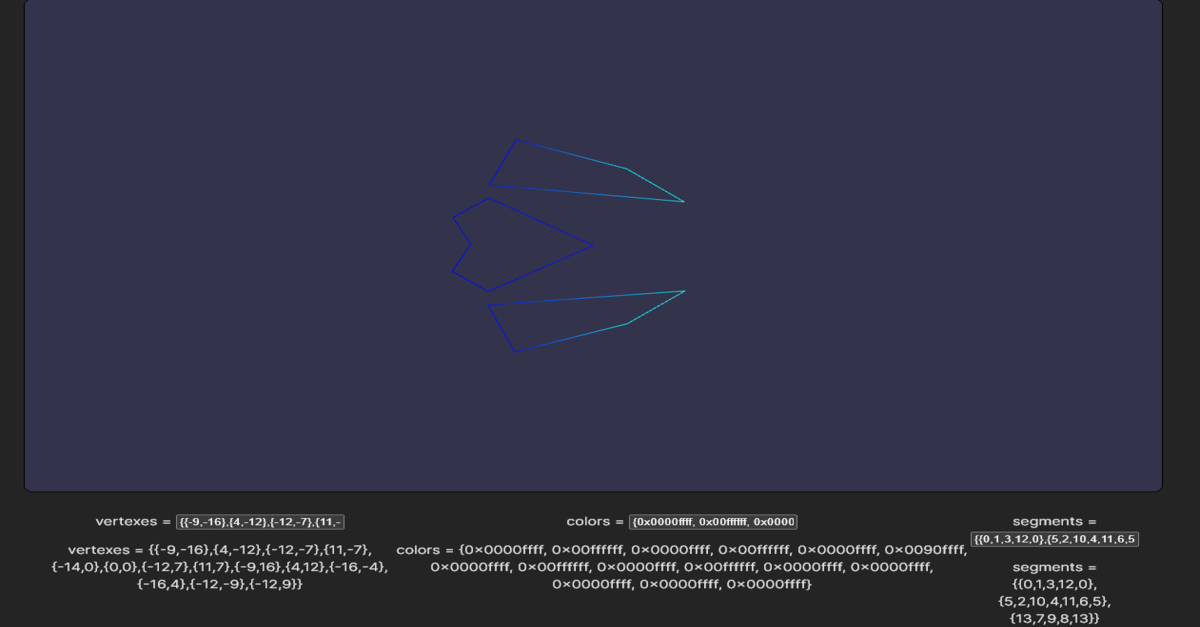 vertexes = {{-9,-16},{4,-12},{-12,-7},{11,-
colors = {0x0000ffff, 0x00ffffff, 0x0000
segments =
{{0,1,3,12,0},{5,2,10,4,11,6,5
vertexes = {{-9,-16},{4,-12},{-12,-7},{11,-7},
{-14,0},{0,0},{-12,7},{11,7},{-9,16},{4,12},{-16,-4},
{-16,4},{-12,-9},{-12,9}}
colors = {0x0000ffff, 0x00ffffff, 0x0000ffff, 0x00ffffff, 0x0000ffff, 0x0090ffff,
0x0000ffff, 0x00ffffff, 0x0000ffff, 0x00ffffff, 0x0000ffff, 0x0000ffff,
0x0000ffff, 0x0000ffff, 0x0000ffff}
segments =
{{0,1,3,12,0},
{5,2,10,4,11,6,5},
{13,7,9,8,13}}